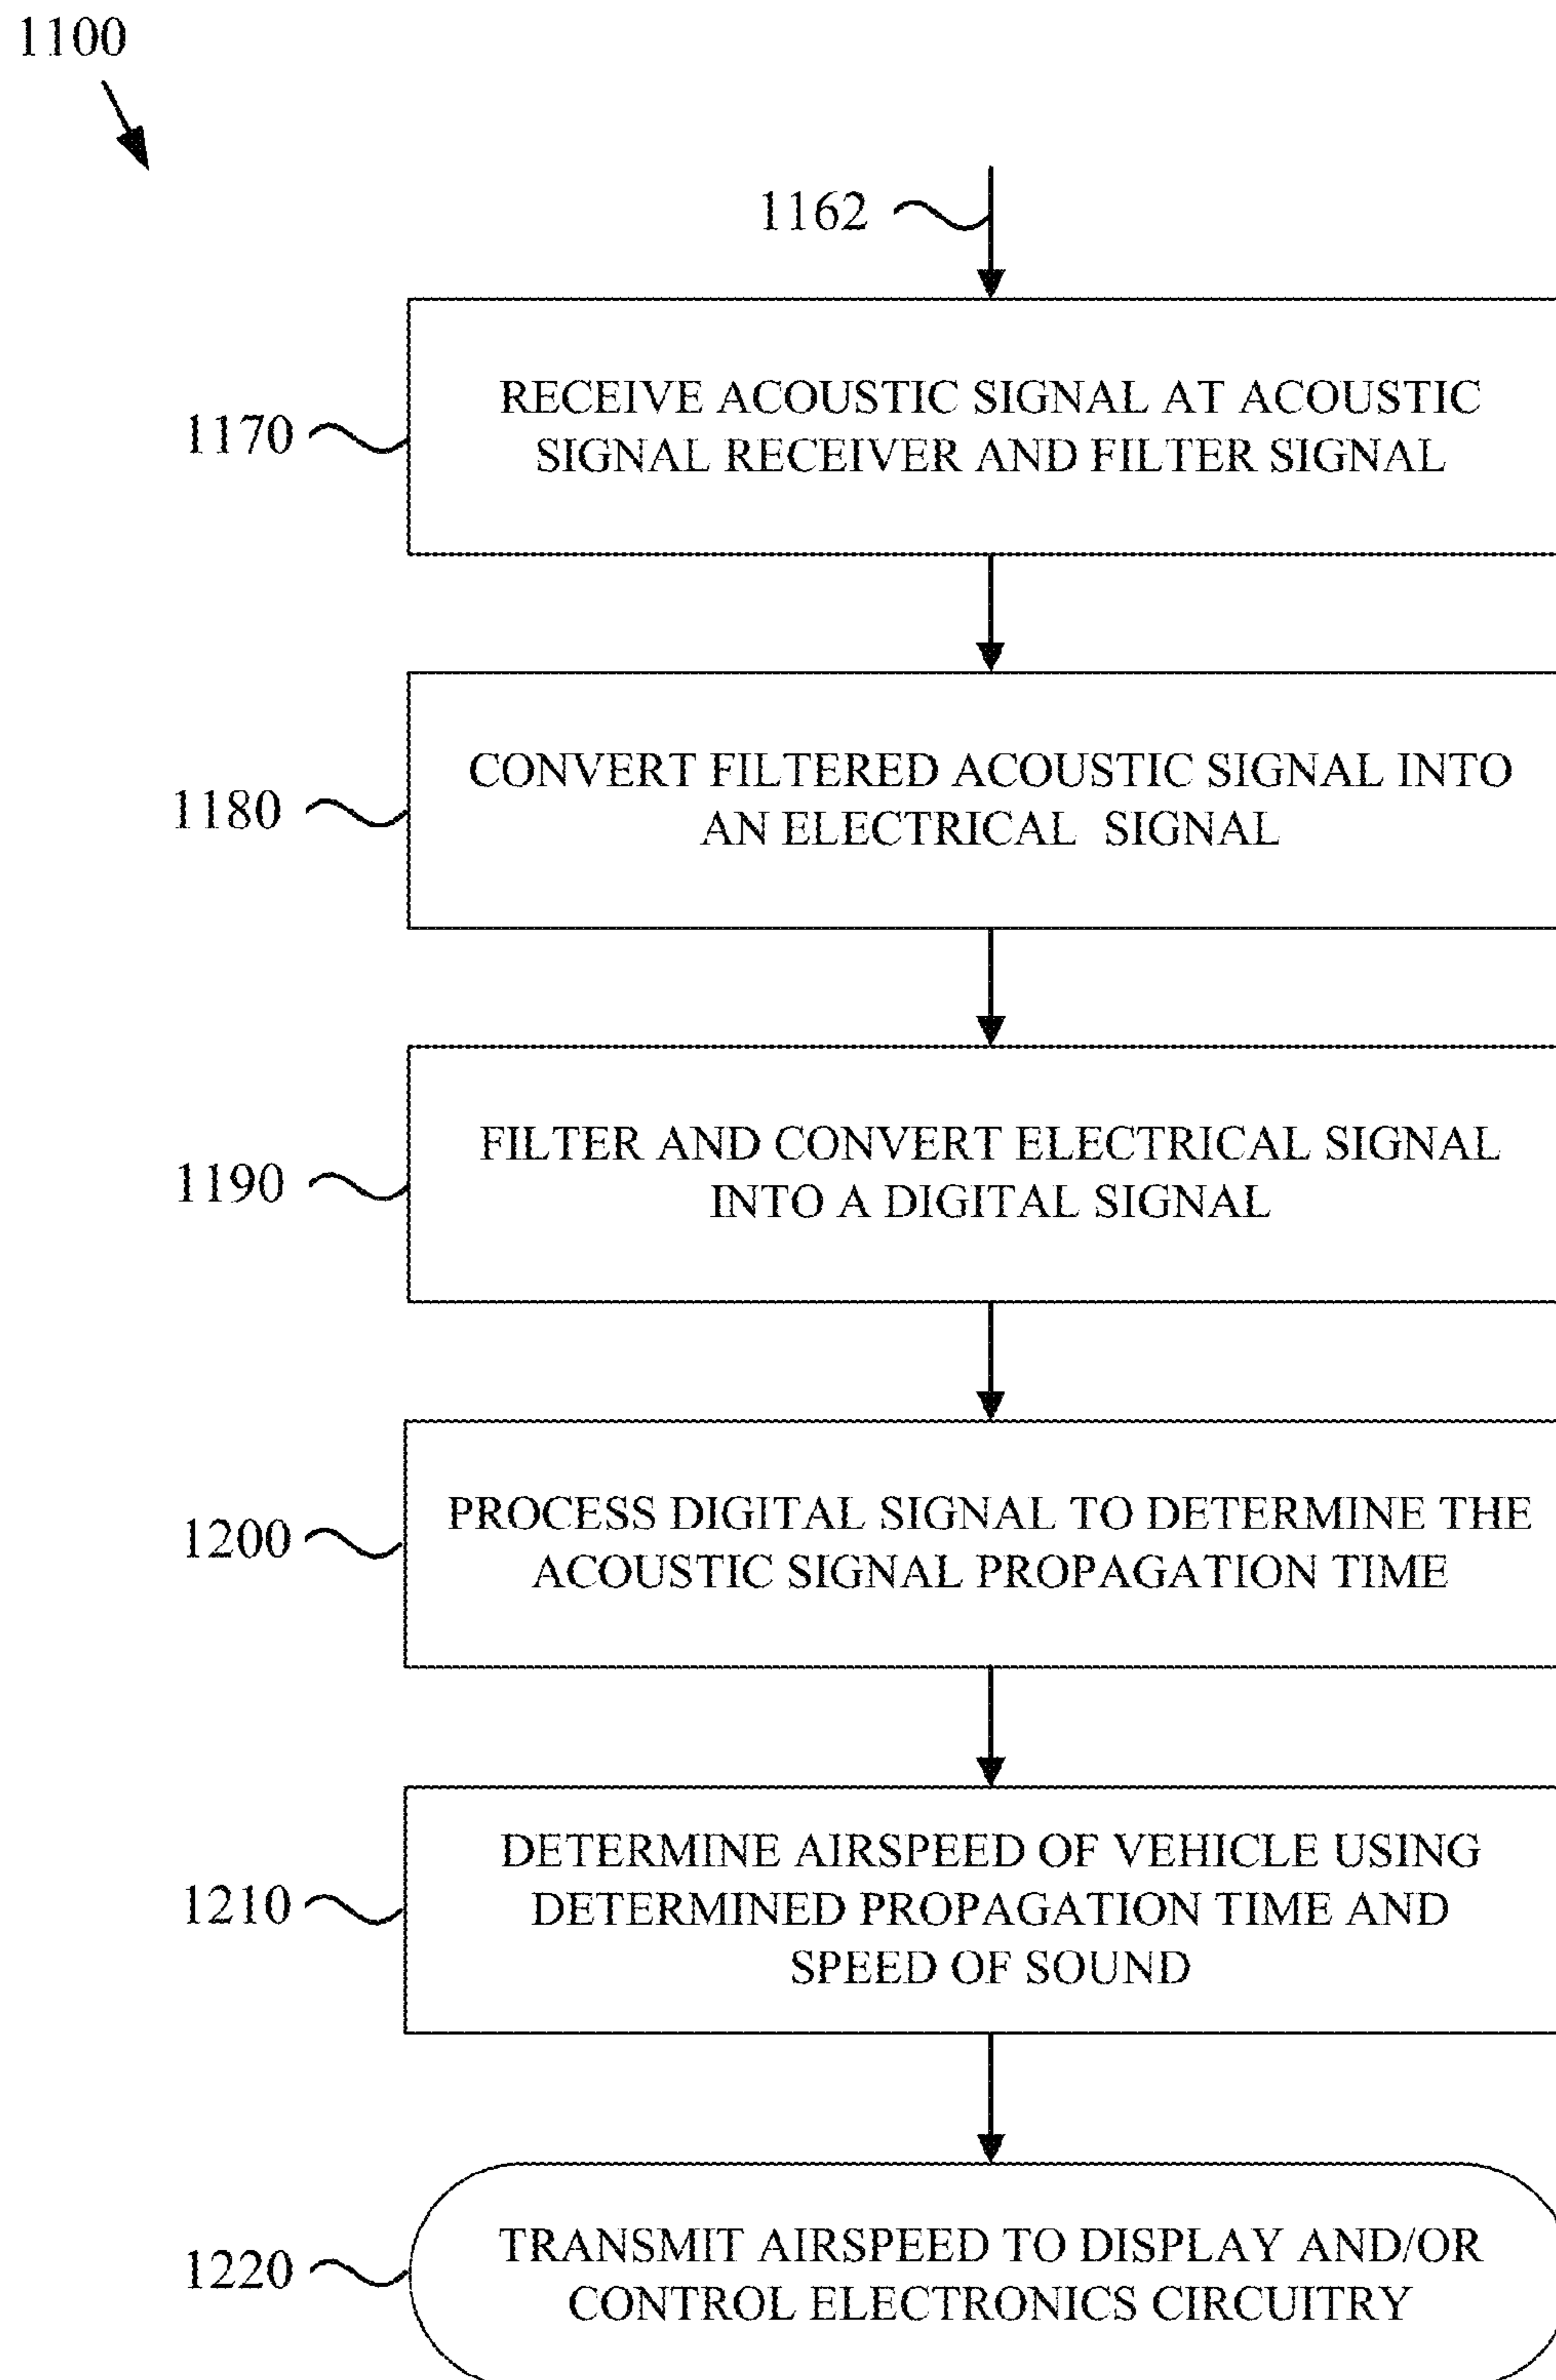 1100
1162
RECEIVE ACOUSTIC SIGNAL AT ACOUSTIC
SIGNAL RECEIVER AND FILTER SIGNAL
1170
CONVERT FILTERED ACOUSTIC SIGNAL INTO
AN ELECTRICAL SIGNAL
1180
FILTER AND CONVERT ELECTRICAL SIGNAL
INTO A DIGITAL SIGNAL
1190
PROCESS DIGITAL SIGNAL TO DETERMINE THE
ACOUSTIC SIGNAL PROPAGATION TIME
1200
DETERMINE AIRSPEED OF VEHICLE USING
DETERMINED PROPAGATION TIME AND
SPEED OF SOUND
1210
TRANSMIT AIRSPEED TO DISPLAY AND/OR
CONTROL ELECTRONICS CIRCUITRY
1220